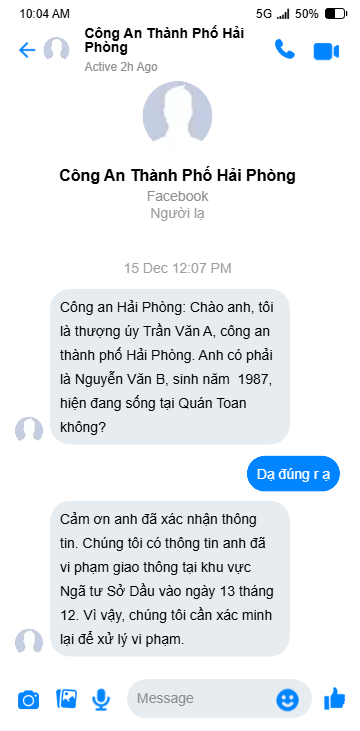 10:04 AM 5G 50%
Công An Thành Phố Hải
Phòng
Active 2h Ago
Công An Thành Phố Hải Phòng
Facebook
Người lạ
15 Dec 12:07 PM
Công an Hải Phòng: Chào anh, tôi
là thượng úy Trần Văn A, công an
thành phố Hải Phòng. Anh có phải
là Nguyễn Văn B, sinh năm 1987,
hiện đang sống tại Quán Toan
không?
Dạ đúng r ạ
Cảm ơn anh đã xác nhận thông
tin. Chúng tôi có thông tin anh đã
vi phạm giao thông tại khu vực
Ngã tư Sở Dầu vào ngày 13 tháng
12. Vì vậy, chúng tôi cần xác minh
lại để xử lý vi phạm.
Message